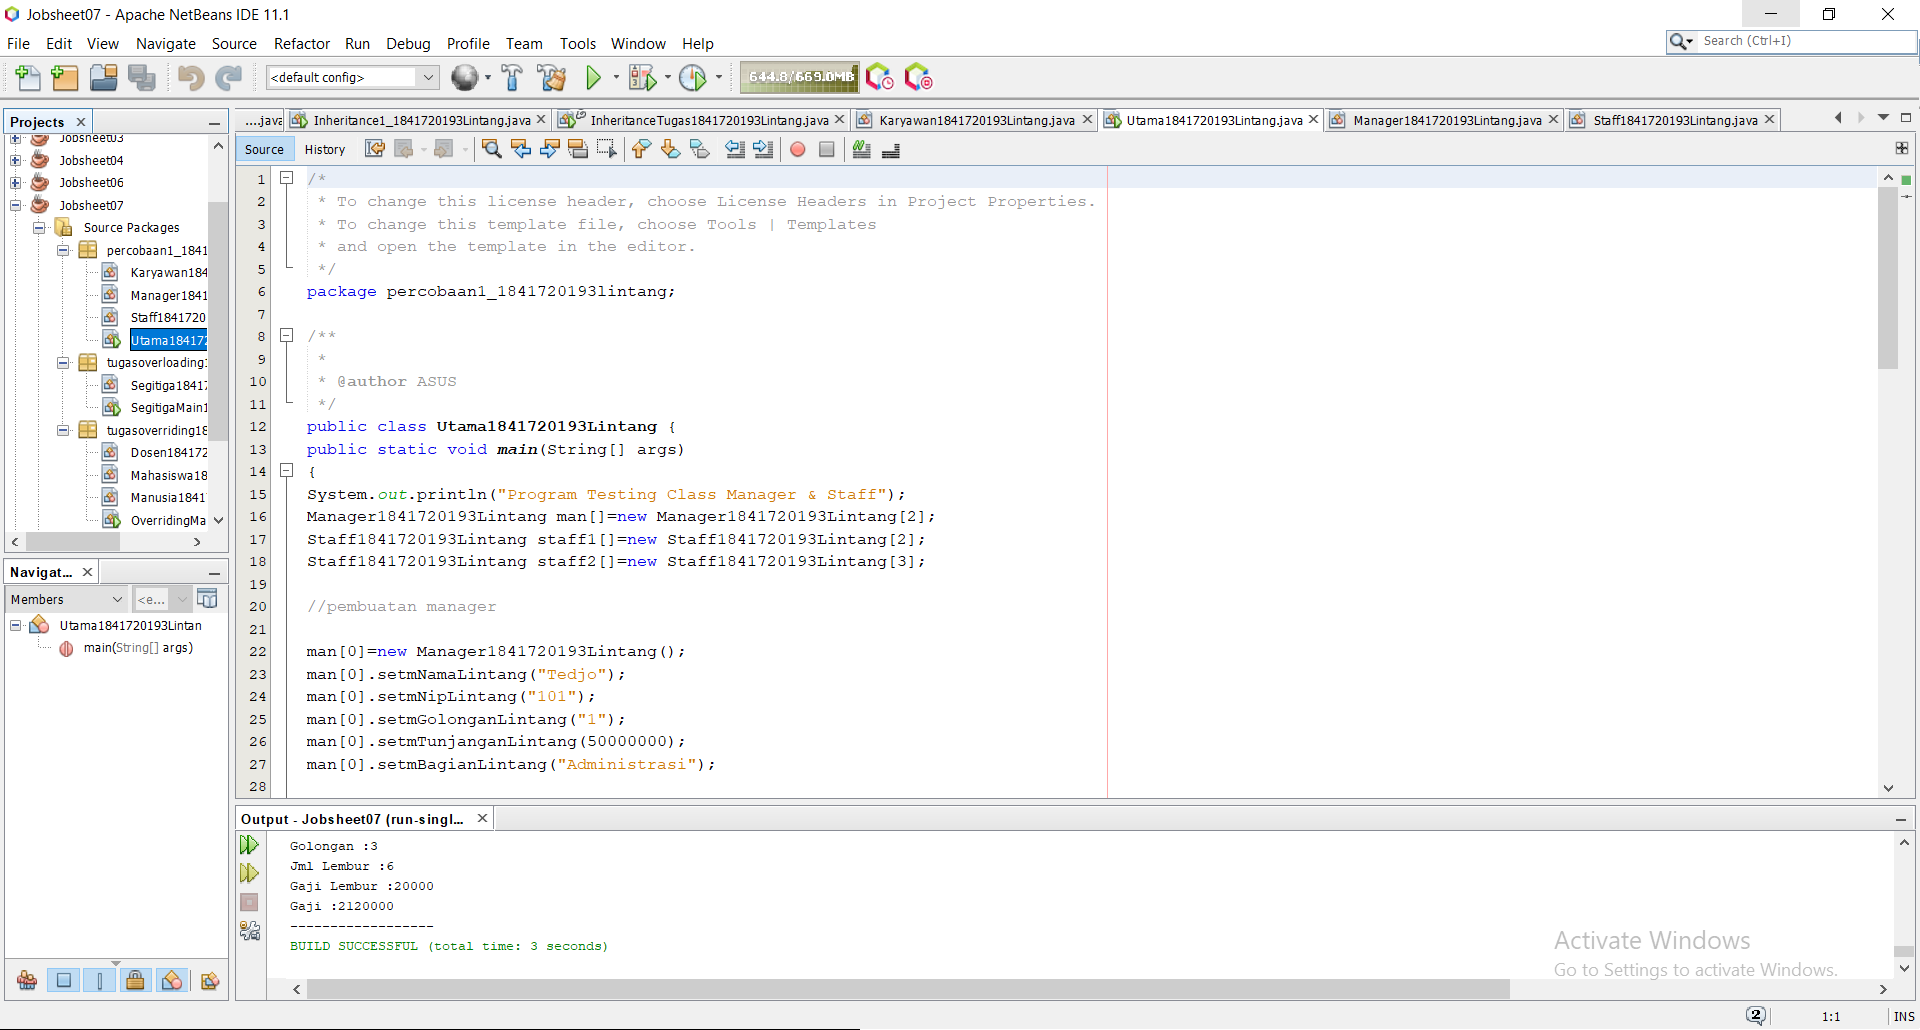 Jobsheet07 - Apache NetBeans IDE 11.1
File Edit View Navigate Source Refactor Run Debug Profile Team Tools Window Help
Search (Ctrl+I)
<default config>
644.8/669.0MB
Projects
Jobsheet03
Jobsheet04
Jobsheet06
Jobsheet07
Source Packages
percobaan1_1841
Karyawan184
Manager1841
Staff1841720
Utama184172
tugasoverloading1
Segitiga1841
SegitigaMain1
tugasoverriding18
Dosen184172
Mahasiswa18
Manusia1841
OverridingMa
Navigat...
Members
<e...
Utama1841720193Lintan
main(String[] args)
....java Inheritance1_1841720193Lintang.java InheritanceTugas1841720193Lintang.java Karyawan1841720193Lintang.java Utama1841720193Lintang.java Manager1841720193Lintang.java Staff1841720193Lintang.java
Source History
1 /*
2 * To change this license header, choose License Headers in Project Properties.
3 * To change this template file, choose Tools | Templates
4 * and open the template in the editor.
5 */
6 package percobaan1_1841720193lintang;
7
8 /**
9 *
10 * @author ASUS
11 */
12 public class Utama1841720193Lintang {
13 public static void main(String[] args)
14 {
15 System.out.println("Program Testing Class Manager & Staff");
16 Manager1841720193Lintang man[]=new Manager1841720193Lintang[2];
17 Staff1841720193Lintang staff1[]=new Staff1841720193Lintang[2];
18 Staff1841720193Lintang staff2[]=new Staff1841720193Lintang[3];
19
20 //pembuatan manager
21
22 man[0]=new Manager1841720193Lintang();
23 man[0].setmNamaLintang("Tedjo");
24 man[0].setmNipLintang("101");
25 man[0].setmGolonganLintang("1");
26 man[0].setmTunjanganLintang(50000000);
27 man[0].setmBagianLintang("Administrasi");
28
Output - Jobsheet07 (run-singl...
Golongan :3
Jml Lembur :6
Gaji Lembur :20000
Gaji :2120000
------------------
BUILD SUCCESSFUL (total time: 3 seconds)
Activate Windows
Go to Settings to activate Windows.
2
1:1
INS